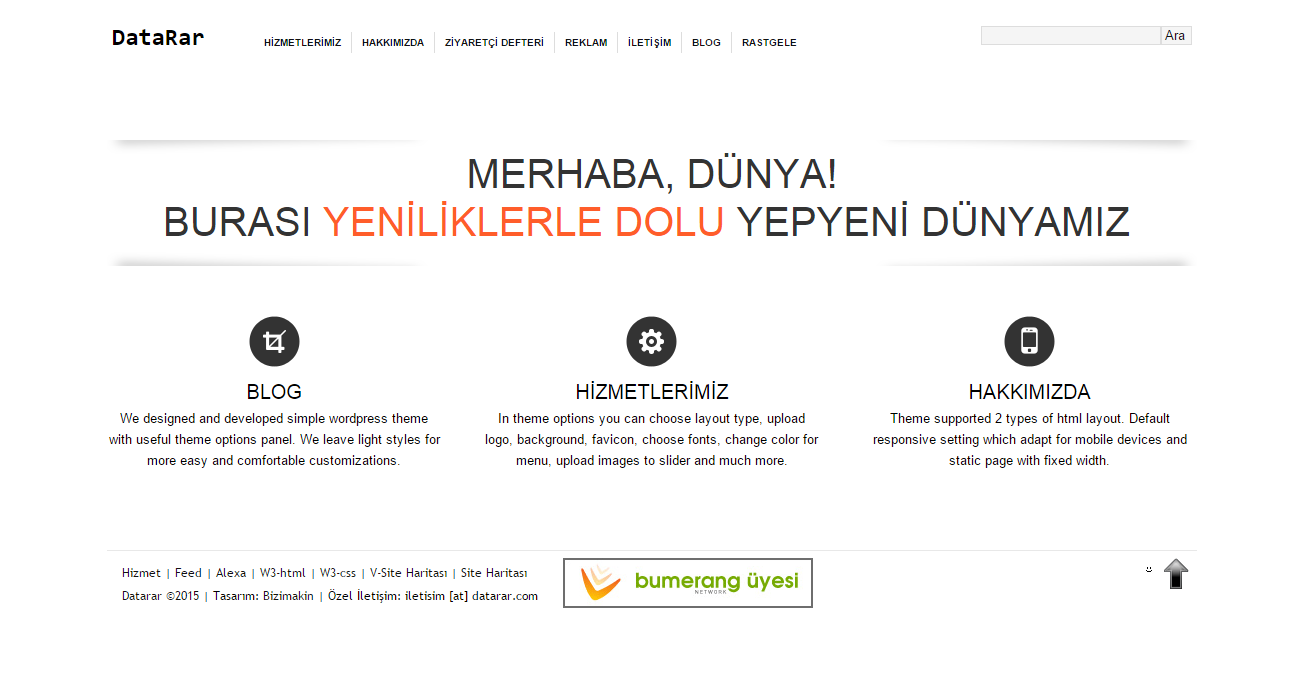 DataRar
HİZMETLERİMİZ HAKKIMIZDA ZİYARETÇİ DEFTERİ REKLAM İLETİŞİM BLOG RASTGELE
Ara
MERHABA, DÜNYA!
BURASI YENİLİKLERLE DOLU YEPYENİ DÜNYAMIZ
BLOG
We designed and developed simple wordpress theme
with useful theme options panel. We leave light styles for
more easy and comfortable customizations.
HİZMETLERİMİZ
In theme options you can choose layout type, upload
logo, background, favicon, choose fonts, change color for
menu, upload images to slider and much more.
HAKKIMIZDA
Theme supported 2 types of html layout. Default
responsive setting which adapt for mobile devices and
static page with fixed width.
Hizmet | Feed | Alexa | W3-html | W3-css | V-Site Haritası | Site Haritası
Datarar ©2015 | Tasarım: Bizimakin | Özel İletişim: iletisim [at] datarar.com
bumerang üyesi
NETWORK